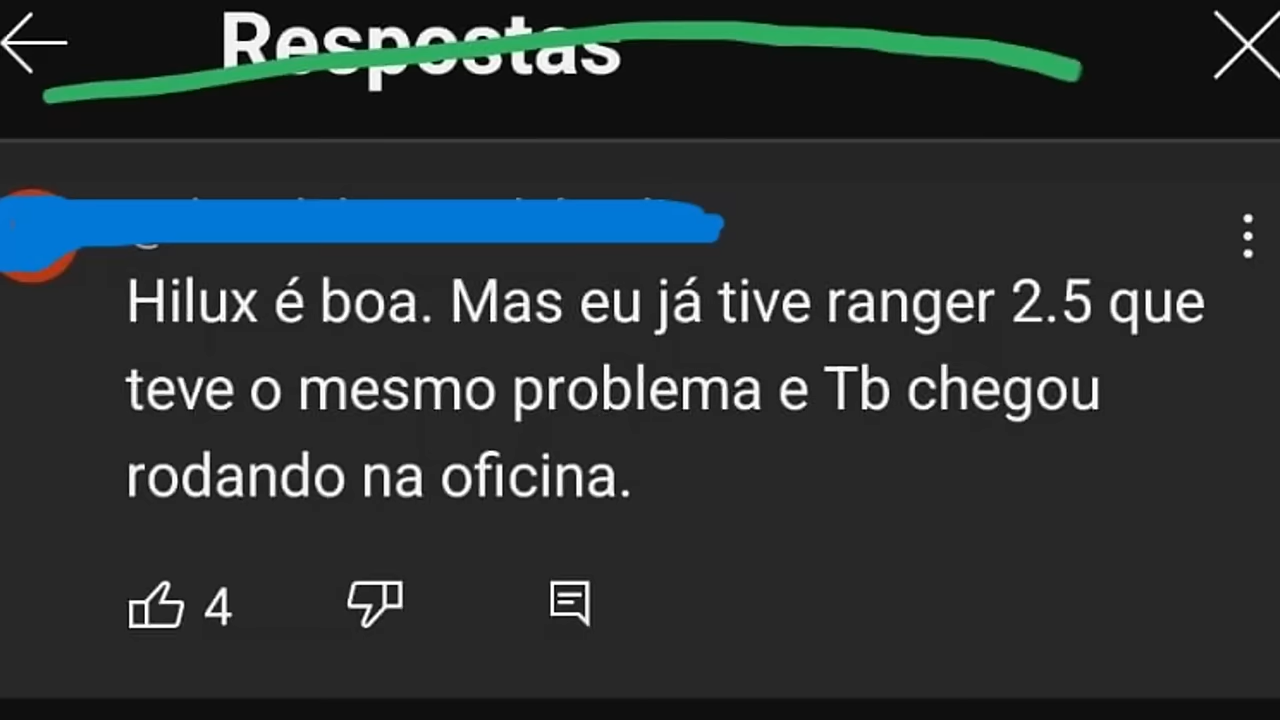 Respostas
Hilux é boa. Mas eu já tive ranger 2.5 que
teve o mesmo problema e Tb chegou
rodando na oficina.
4